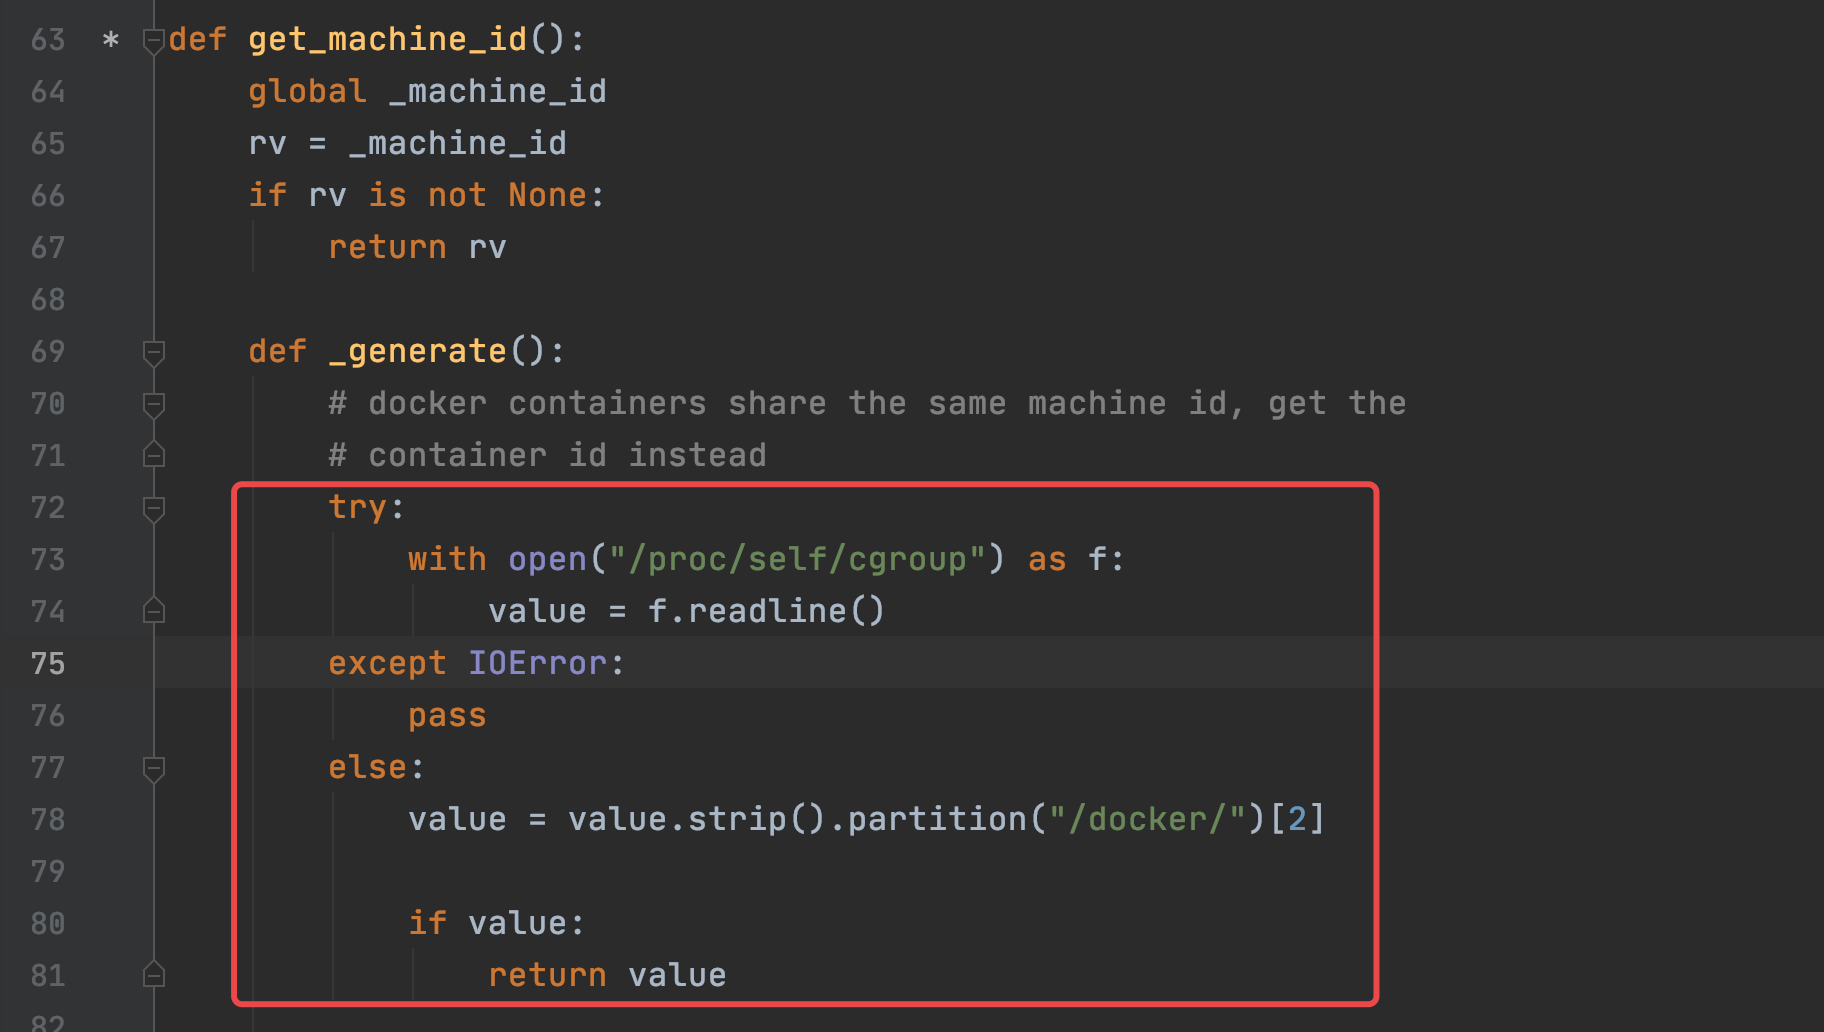 63 * def get_machine_id():
64 global _machine_id
65 rv = _machine_id
66 if rv is not None:
67 return rv
68
69 def _generate():
70 # docker containers share the same machine id, get the
71 # container id instead
72 try:
73 with open("/proc/self/cgroup") as f:
74 value = f.readline()
75 except IOError:
76 pass
77 else:
78 value = value.strip().partition("/docker/")[2]
79
80 if value:
81 return value
82